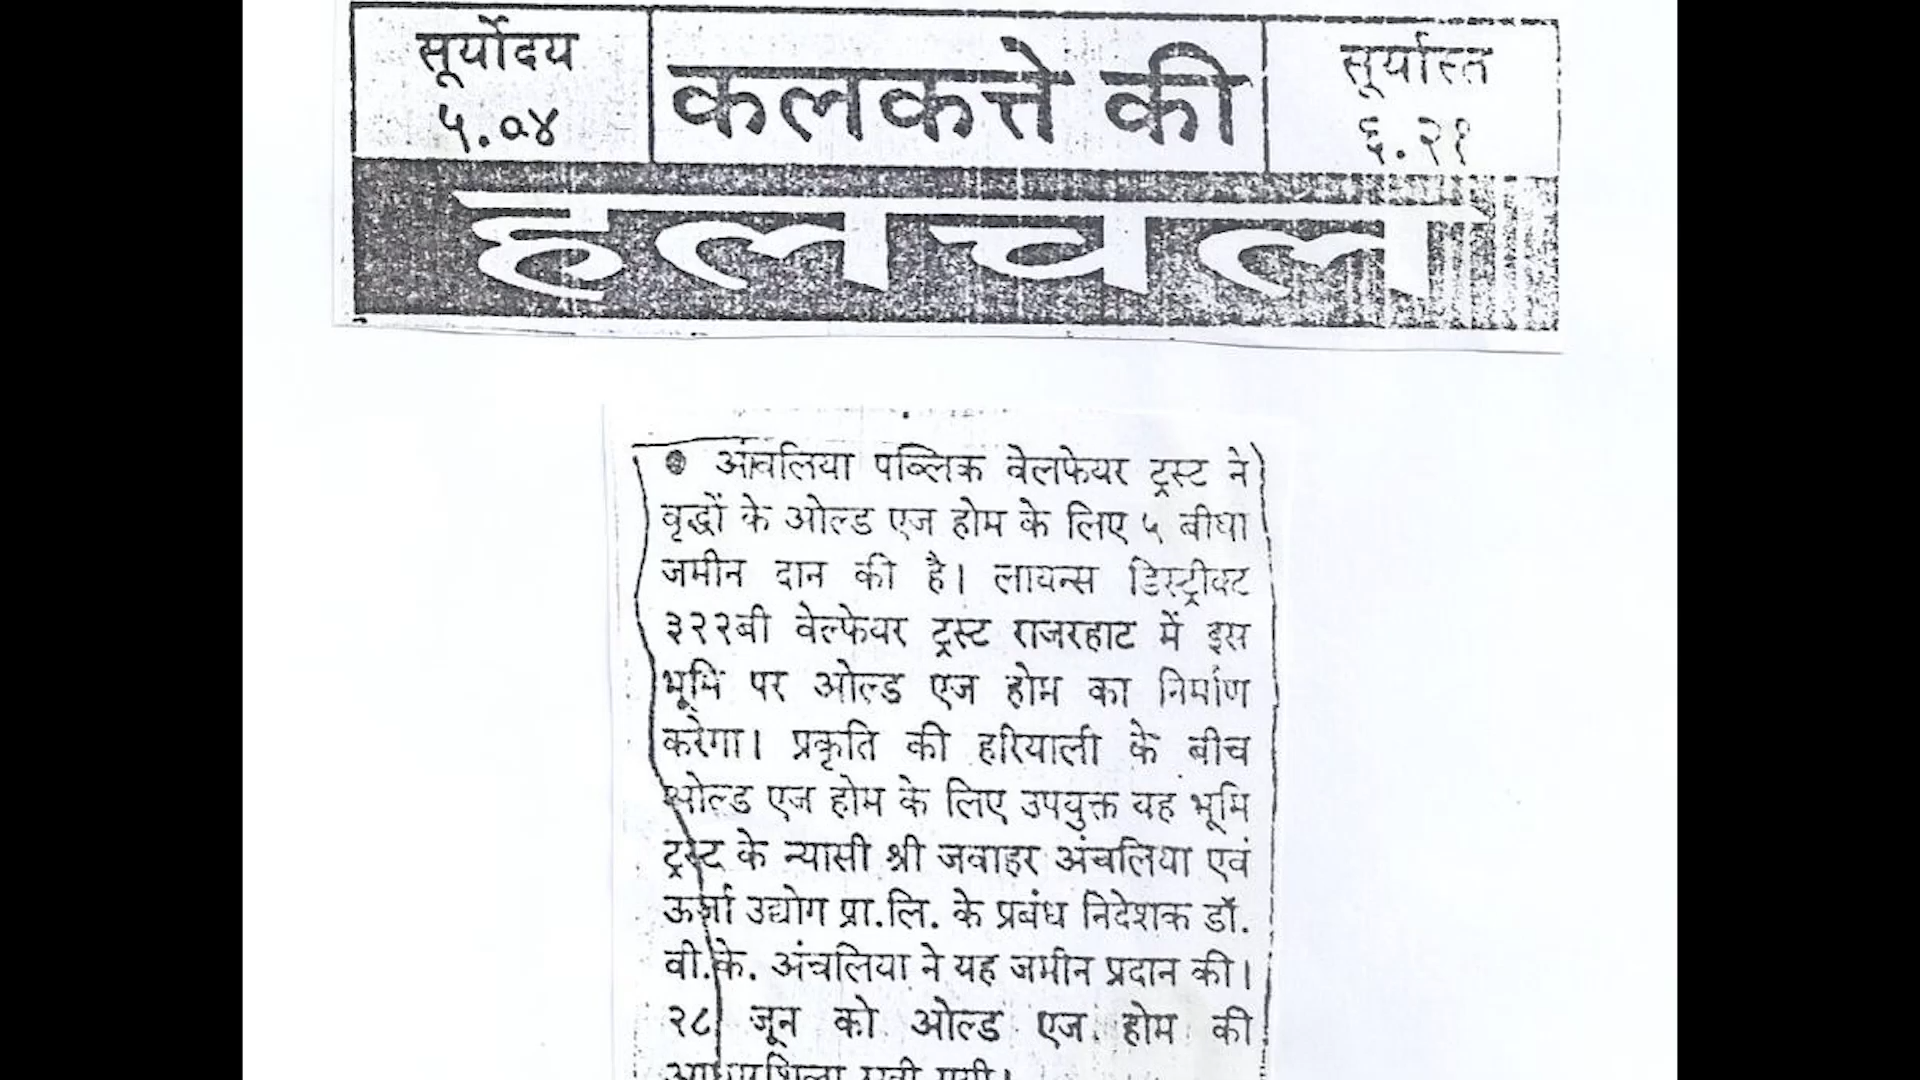 सूर्योदय
५.०४
कलकत्ते की
सूर्यास्त
६.२१
हलचल
● आंचलिया पब्लिक वेलफेयर ट्रस्ट ने
वृद्धों के ओल्ड एज होम के लिए ५ बीघा
जमीन दान की है। लायन्स डिस्ट्रीक्ट
३२२बी वेल्फेयर ट्रस्ट राजरहाट में इस
भूमि पर ओल्ड एज होम का निर्माण
करेगा। प्रकृति की हरियाली के बीच
ओल्ड एज होम के लिए उपयुक्त यह भूमि
ट्रस्ट के न्यासी श्री जवाहर अंचलिया एवं
ऊर्जा उद्योग प्रा.लि. के प्रबंध निदेशक डॉ.
वी.के. अंचलिया ने यह जमीन प्रदान की।
२८ जून को ओल्ड एज होम की